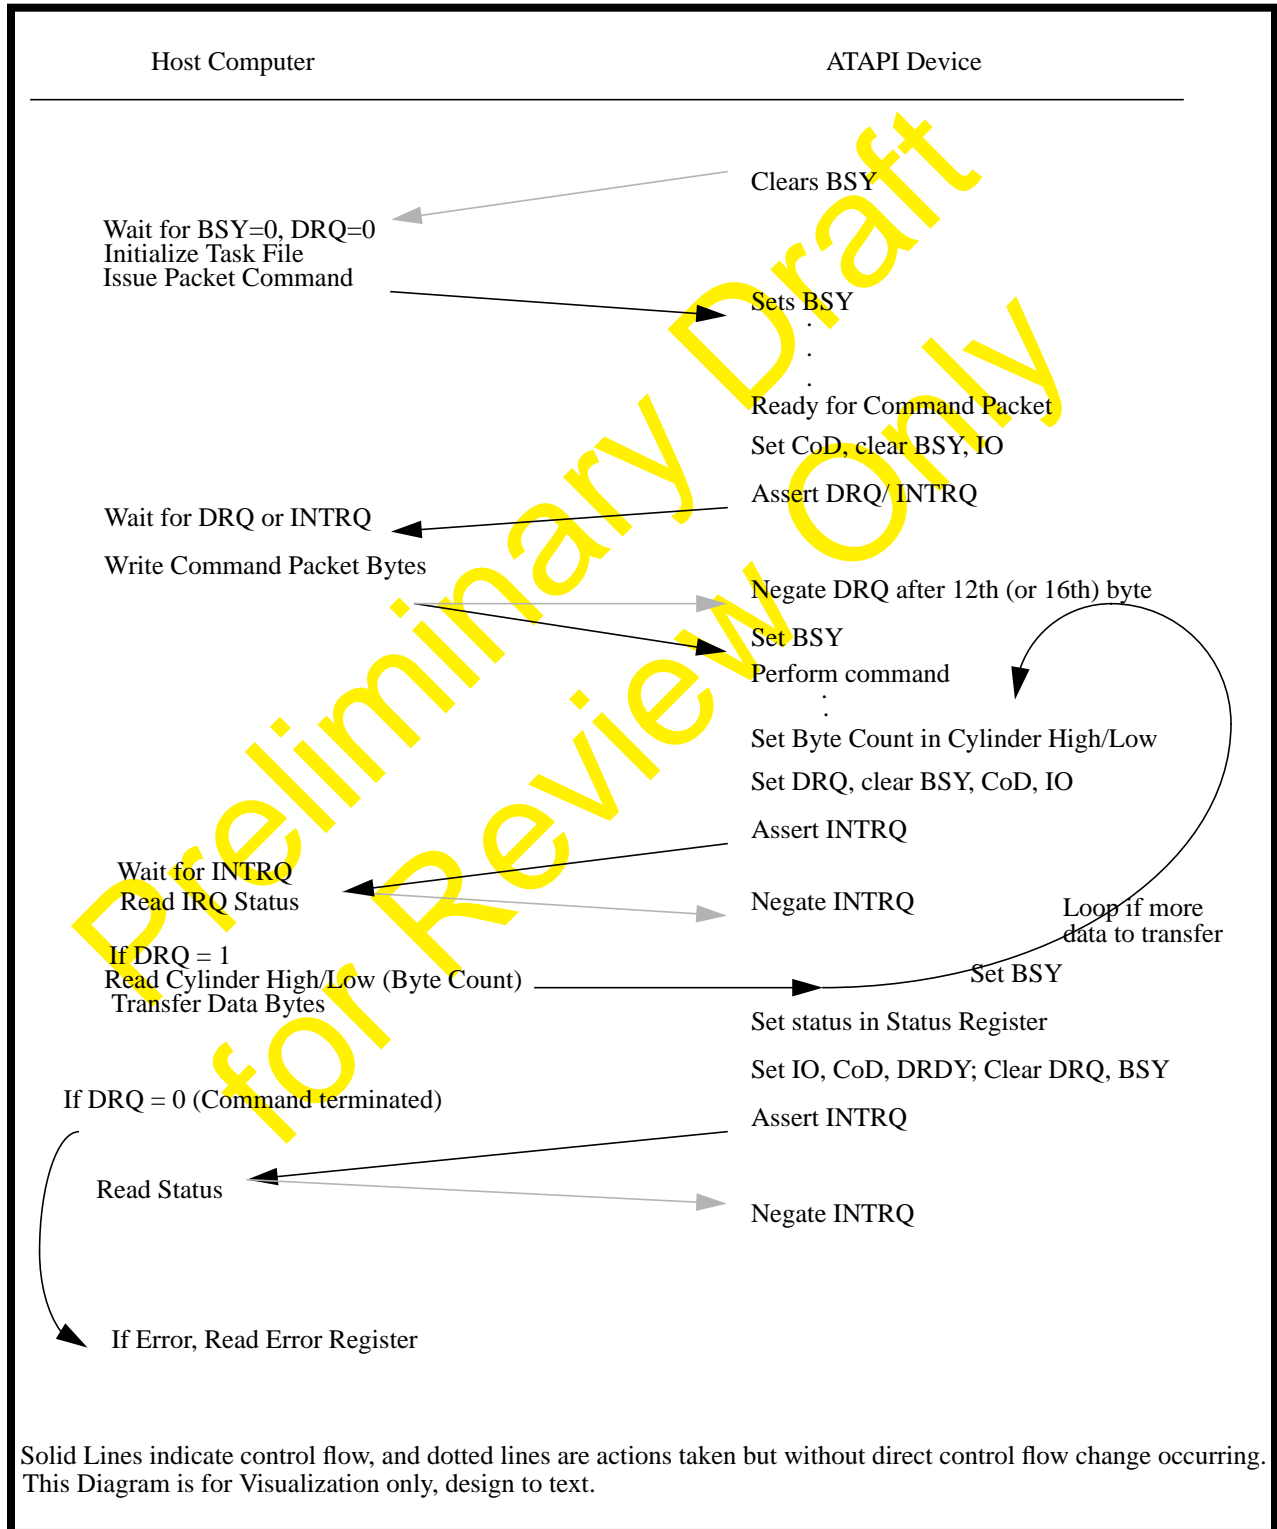 Host Computer
ATAPI Device
Clears BSY
Wait for BSY=0, DRQ=0
Initialize Task File
Issue Packet Command
Sets BSY
.
.
.
Ready for Command Packet
Set CoD, clear BSY, IO
Assert DRQ/ INTRQ
Wait for DRQ or INTRQ
Write Command Packet Bytes
Negate DRQ after 12th (or 16th) byte
Set BSY
Perform command
.
.
Set Byte Count in Cylinder High/Low
Set DRQ, clear BSY, CoD, IO
Assert INTRQ
Wait for INTRQ
Read IRQ Status
Negate INTRQ
Loop if more
data to transfer
If DRQ = 1
Read Cylinder High/Low (Byte Count)
Transfer Data Bytes
Set BSY
Set status in Status Register
Set IO, CoD, DRDY; Clear DRQ, BSY
If DRQ = 0 (Command terminated)
Assert INTRQ
Read Status
Negate INTRQ
If Error, Read Error Register
Solid Lines indicate control flow, and dotted lines are actions taken but without direct control flow change occurring.
This Diagram is for Visualization only, design to text.
Preliminary Draft
for Review Only